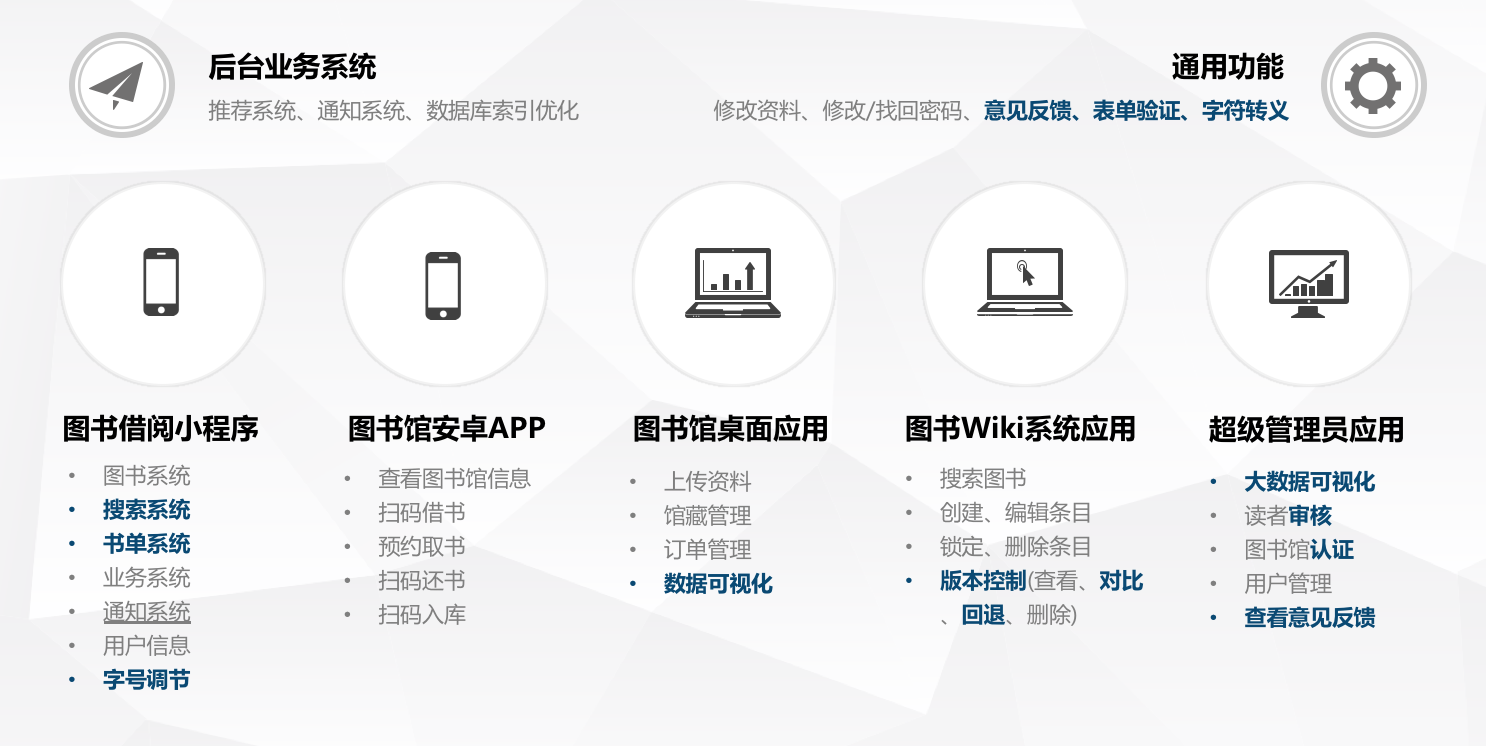 后台业务系统
推荐系统、通知系统、数据库索引优化
通用功能
修改资料、修改/找回密码、意见反馈、表单验证、字符转义
图书借阅小程序
• 图书系统
• 搜索系统
• 书单系统
• 业务系统
• 通知系统
• 用户信息
• 字号调节
图书馆安卓APP
• 查看图书馆信息
• 扫码借书
• 预约取书
• 扫码还书
• 扫码入库
图书馆桌面应用
• 上传资料
• 馆藏管理
• 订单管理
• 数据可视化
图书Wiki系统应用
• 搜索图书
• 创建、编辑条目
• 锁定、删除条目
• 版本控制(查看、对比
、回退、删除)
超级管理员应用
• 大数据可视化
• 读者审核
• 图书馆认证
• 用户管理
• 查看意见反馈